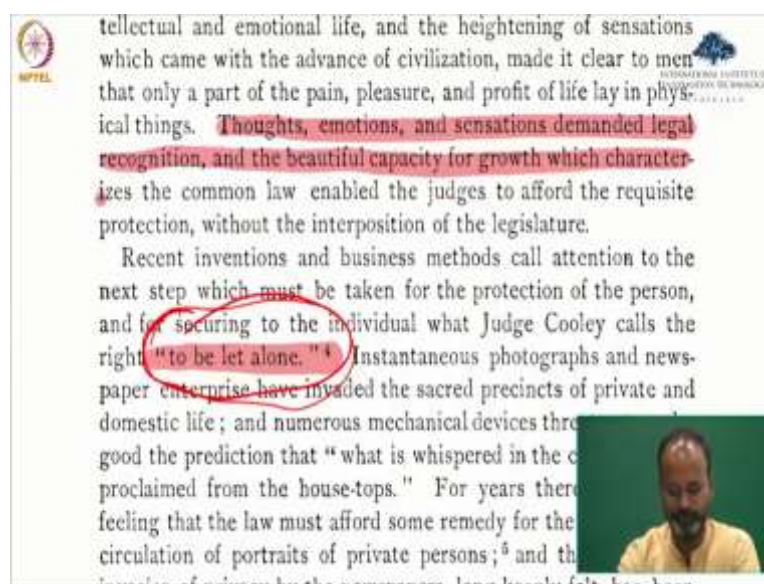 tellectual and emotional life, and the heightening of sensations
which came with the advance of civilization, made it clear to men
that only a part of the pain, pleasure, and profit of life lay in phys-
ical things. Thoughts, emotions, and sensations demanded legal
recognition, and the beautiful capacity for growth which character-
izes the common law enabled the judges to afford the requisite
protection, without the interposition of the legislature.
Recent inventions and business methods call attention to the
next step which must be taken for the protection of the person,
and for securing to the individual what Judge Cooley calls the
right "to be let alone." 4 Instantaneous photographs and news-
paper enterprise have invaded the sacred precincts of private and
domestic life; and numerous mechanical devices
good the prediction that "what is whispered in the
proclaimed from the house-tops." For years there
feeling that the law must afford some remedy for the
circulation of portraits of private persons; 5 and
NPTEL
INTERNATIONAL INSTITUTE
INFORMATION TECHNOLOGY